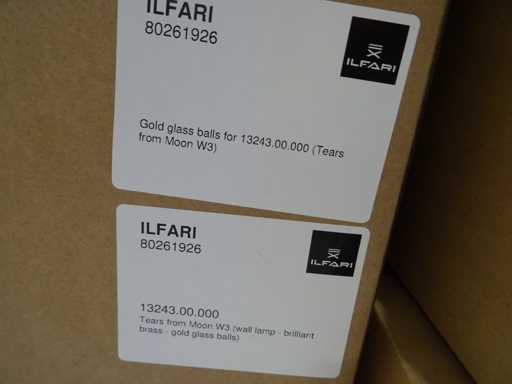 ILFARI
80261926
ILFARI
Gold glass balls for 13243.00.000 (Tears
from Moon W3)
ILFARI
80261926
ILFARI
13243.00.000
Tears from Moon W3 (wall lamp - brilliant
brass - gold glass balls)